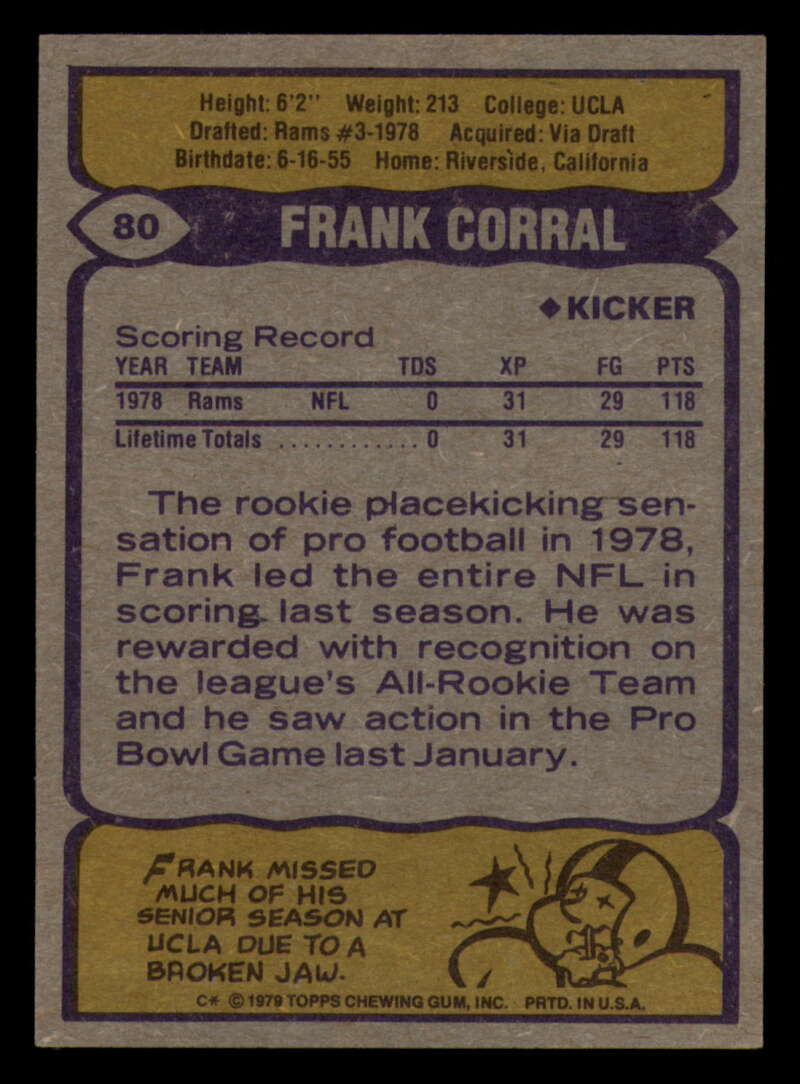 Height: 6'2" Weight: 213 College: UCLA
Drafted: Rams #3-1978 Acquired: Via Draft
Birthdate: 6-16-55 Home: Riverside, California
80 FRANK CORRAL
◆KICKER
Scoring Record
YEAR TEAM TDS XP FG PTS
1978 Rams NFL 0 31 29 118
Lifetime Totals ............. 0 31 29 118
The rookie placekicking sen-
sation of pro football in 1978,
Frank led the entire NFL in
scoring last season. He was
rewarded with recognition on
the league's All-Rookie Team
and he saw action in the Pro
Bowl Game last January.
FRANK MISSED
MUCH OF HIS
SENIOR SEASON AT
UCLA DUE TO A
BROKEN JAW.
C* © 1979 TOPPS CHEWING GUM, INC. PRTD. IN U.S.A.